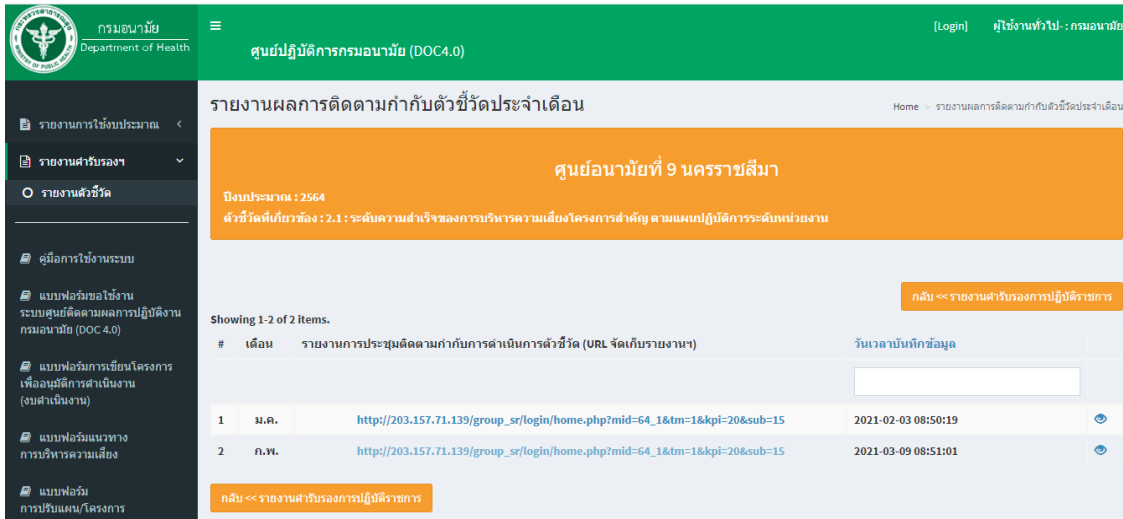 กรมอนามัย
Department of Health
[Login] ผู้ใช้งานทั่วไป- : กรมอนามัย
ศูนย์ปฏิบัติการกรมอนามัย (DOC4.0)
รายงานผลการติดตามกำกับตัวชี้วัดประจำเดือน
Home > รายงานผลการติดตามกำกับตัวชี้วัดประจำเดือน
รายงานการใช้งบประมาณ
รายงานคำรับรองฯ
รายงานตัวชี้วัด
คู่มือการใช้งานระบบ
แบบฟอร์มขอใช้งาน
ระบบศูนย์ติดตามผลการปฏิบัติงาน
กรมอนามัย (DOC 4.0)
แบบฟอร์มการเขียนโครงการ
เพื่ออนุมัติการดำเนินงาน
(งบดำเนินงาน)
แบบฟอร์มแนวทาง
การบริหารความเสี่ยง
แบบฟอร์ม
การปรับแผน/โครงการ
ศูนย์อนามัยที่ 9 นครราชสีมา
ปีงบประมาณ : 2564
ตัวชี้วัดที่เกี่ยวข้อง : 2.1 : ระดับความสำเร็จของการบริหารความเสี่ยงโครงการสำคัญ ตามแผนปฏิบัติการระดับหน่วยงาน
กลับ << รายงานคำรับรองการปฏิบัติราชการ
Showing 1-2 of 2 items.
# เดือน รายงานการประชุมติดตามกำกับการดำเนินการตัวชี้วัด (URL จัดเก็บรายงานฯ) วันเวลาบันทึกข้อมูล
1 ม.ค. http://203.157.71.139/group_sr/login/home.php?mid=64_1&tm=1&kpi=20&sub=15 2021-02-03 08:50:19
2 ก.พ. http://203.157.71.139/group_sr/login/home.php?mid=64_1&tm=1&kpi=20&sub=15 2021-03-09 08:51:01
กลับ << รายงานคำรับรองการปฏิบัติราชการ